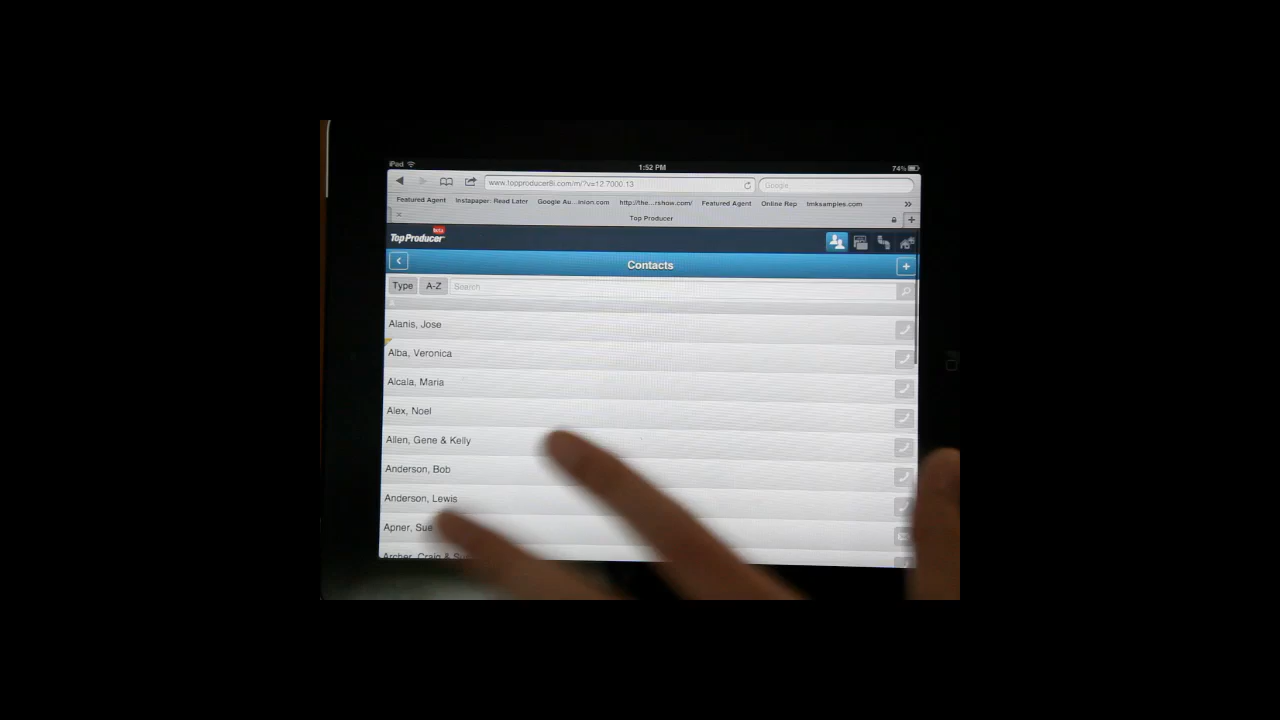 iPad 1:52 PM 74%
www.topproducer8i.com/m/?v=12.7000.13 Google
Featured Agent Instapaper: Read Later Google Au...inion.com http://the...rshow.com/ Featured Agent Online Rep tmksamples.com »
Top Producer
beta
TopProducer
Contacts
Type A-Z Search
Alanis, Jose
Alba, Veronica
Alcala, Maria
Alex, Noel
Allen, Gene & Kelly
Anderson, Bob
Anderson, Lewis
Apner, Sue
Archer, Craig &